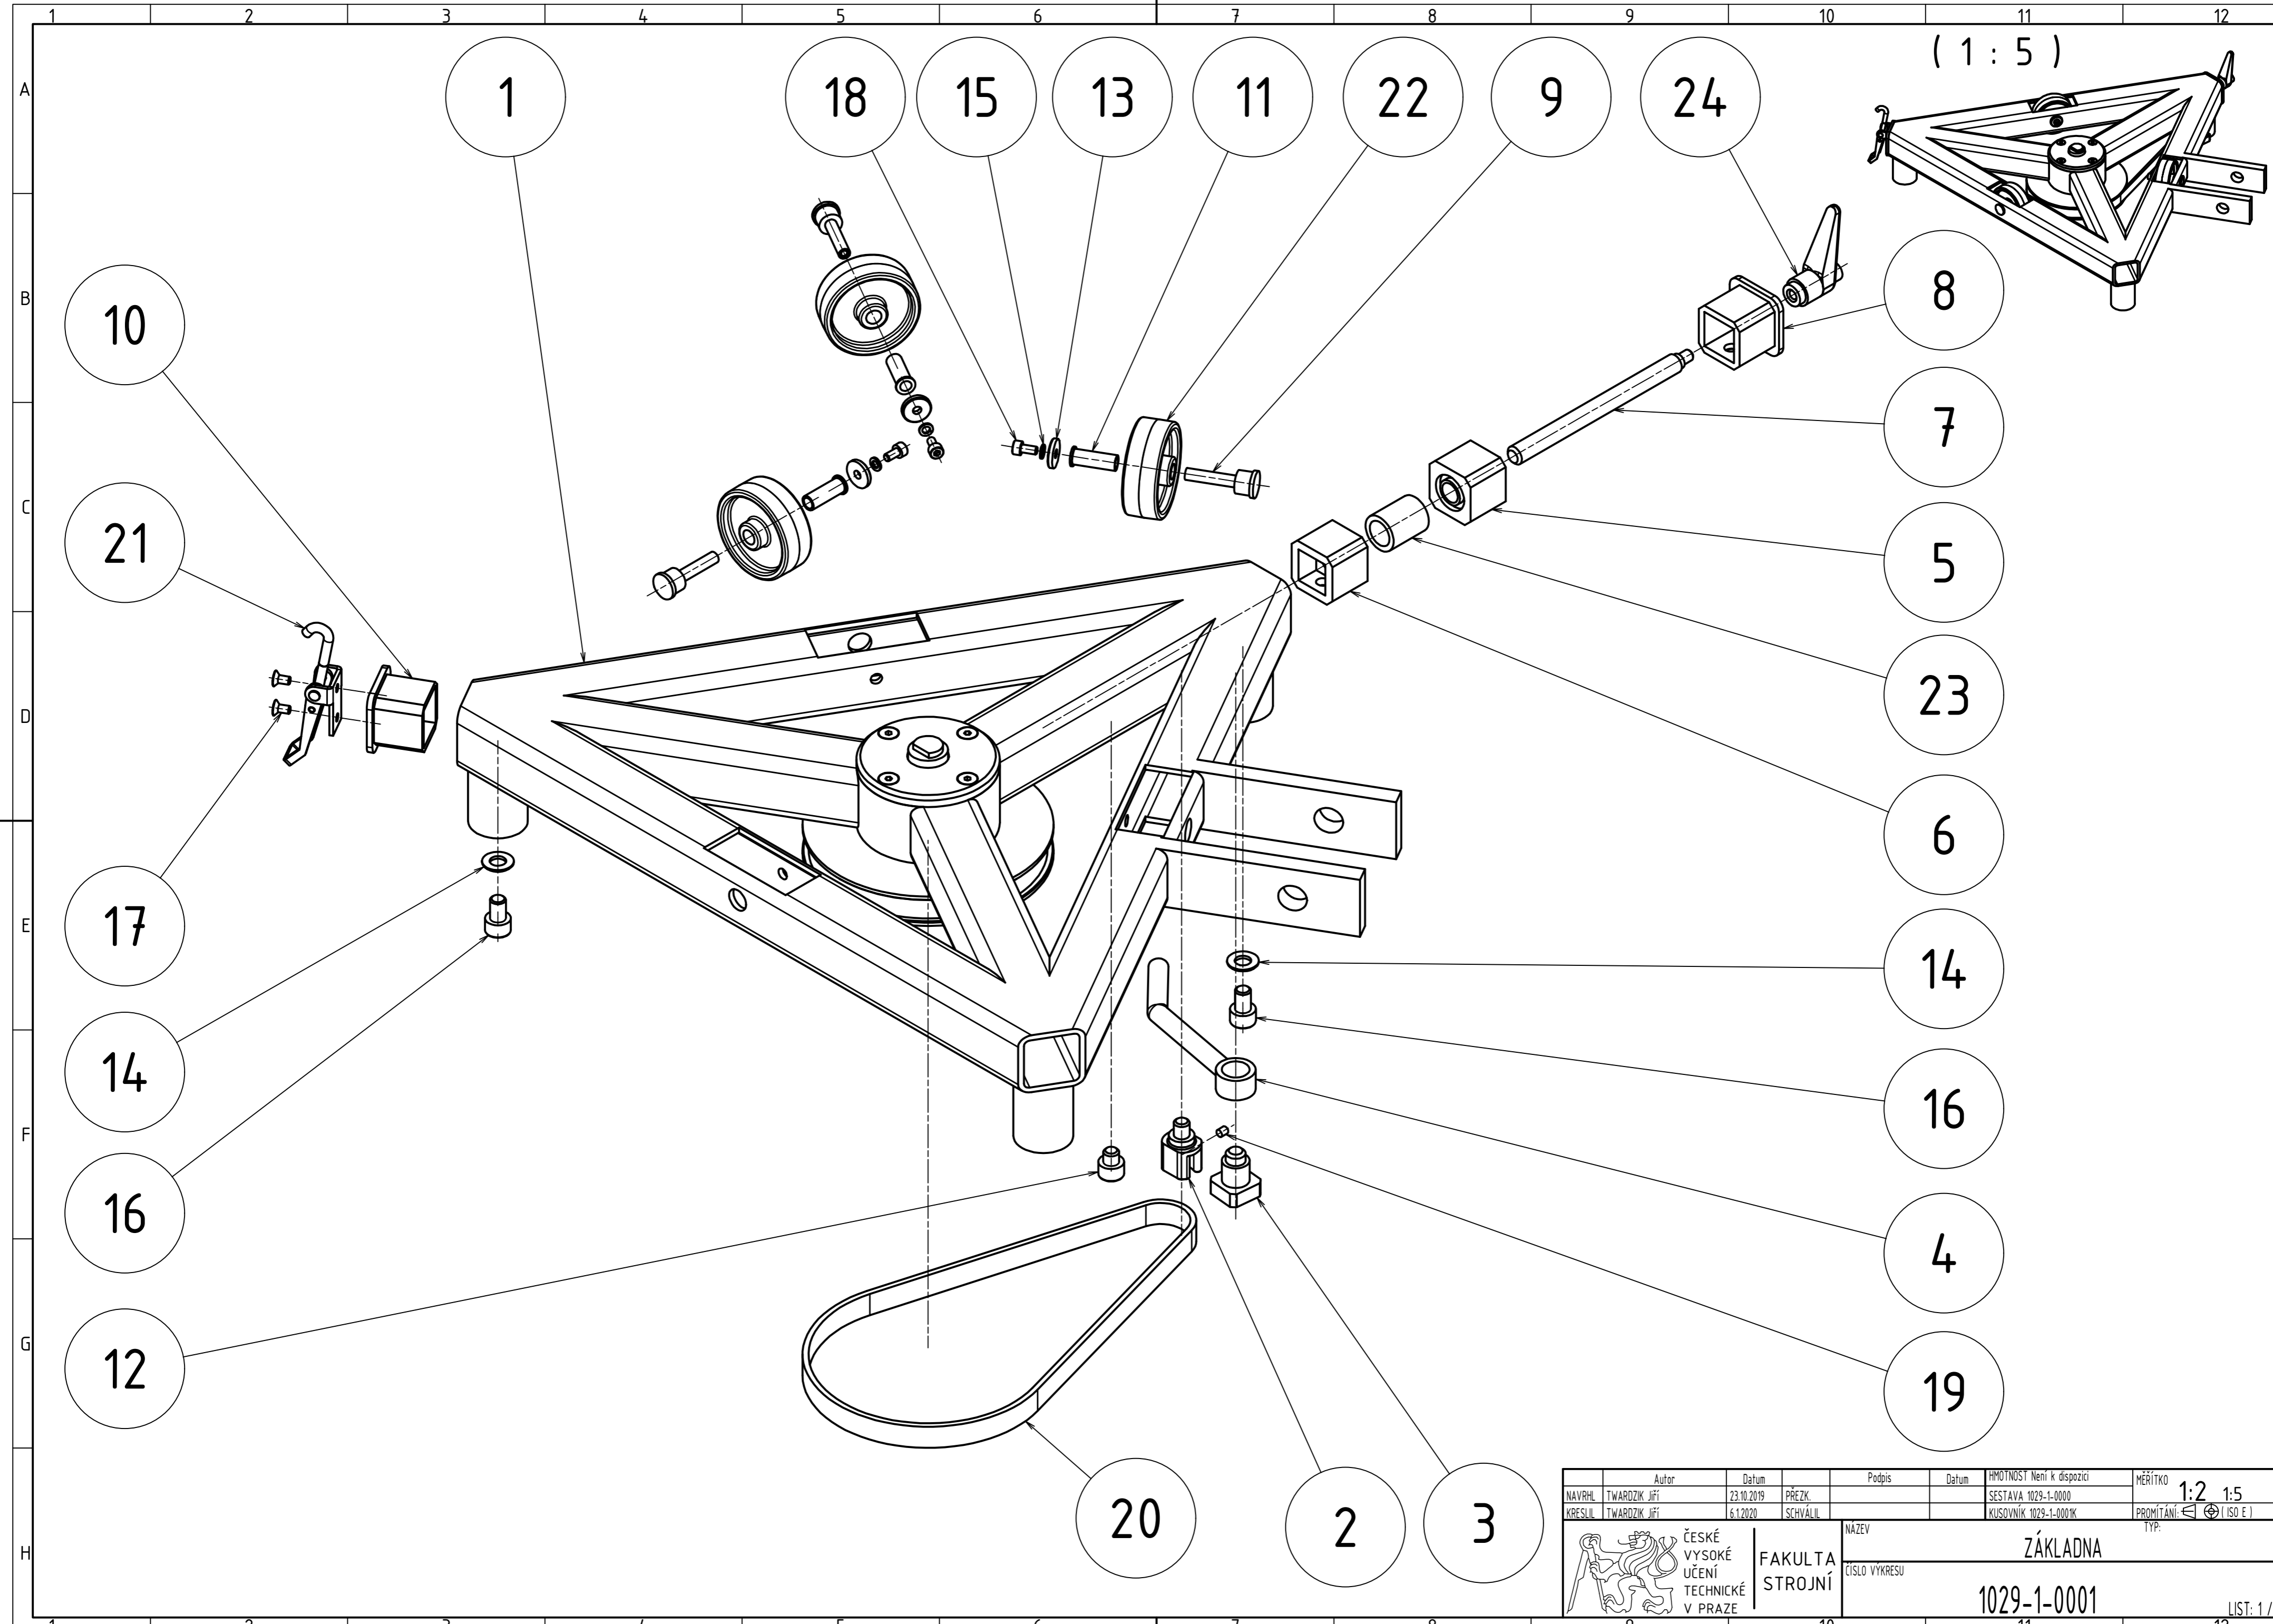 1 2 3 4 5 6 7 8 9 10 11 12
( 1 : 5 )
A
1 18 15 13 11 22 9 24
B
10
8
7
C
21
5
D
23
6
E
17
14
14
16
F
16
4
G
12
19
20 2 3
H
Autor Datum Podpis Datum HMOTNOST Není k dispozici MĚŘÍTKO 1:2 1:5
NAVRHL TWARDZIK Jiří 23.10.2019 PŘEZK. SESTAVA 1029-1-0000
KRESLIL TWARDZIK Jiří 6.1.2020 SCHVÁLIL KUSOVNÍK 1029-1-0001K PROMÍTÁNÍ: ( ISO E )
ČESKÉ
VYSOKÉ
UČENÍ
TECHNICKÉ
V PRAZE
FAKULTA
STROJNÍ
NÁZEV TYP:
ZÁKLADNA
ČÍSLO VÝKRESU
1029-1-0001
LIST: 1 /